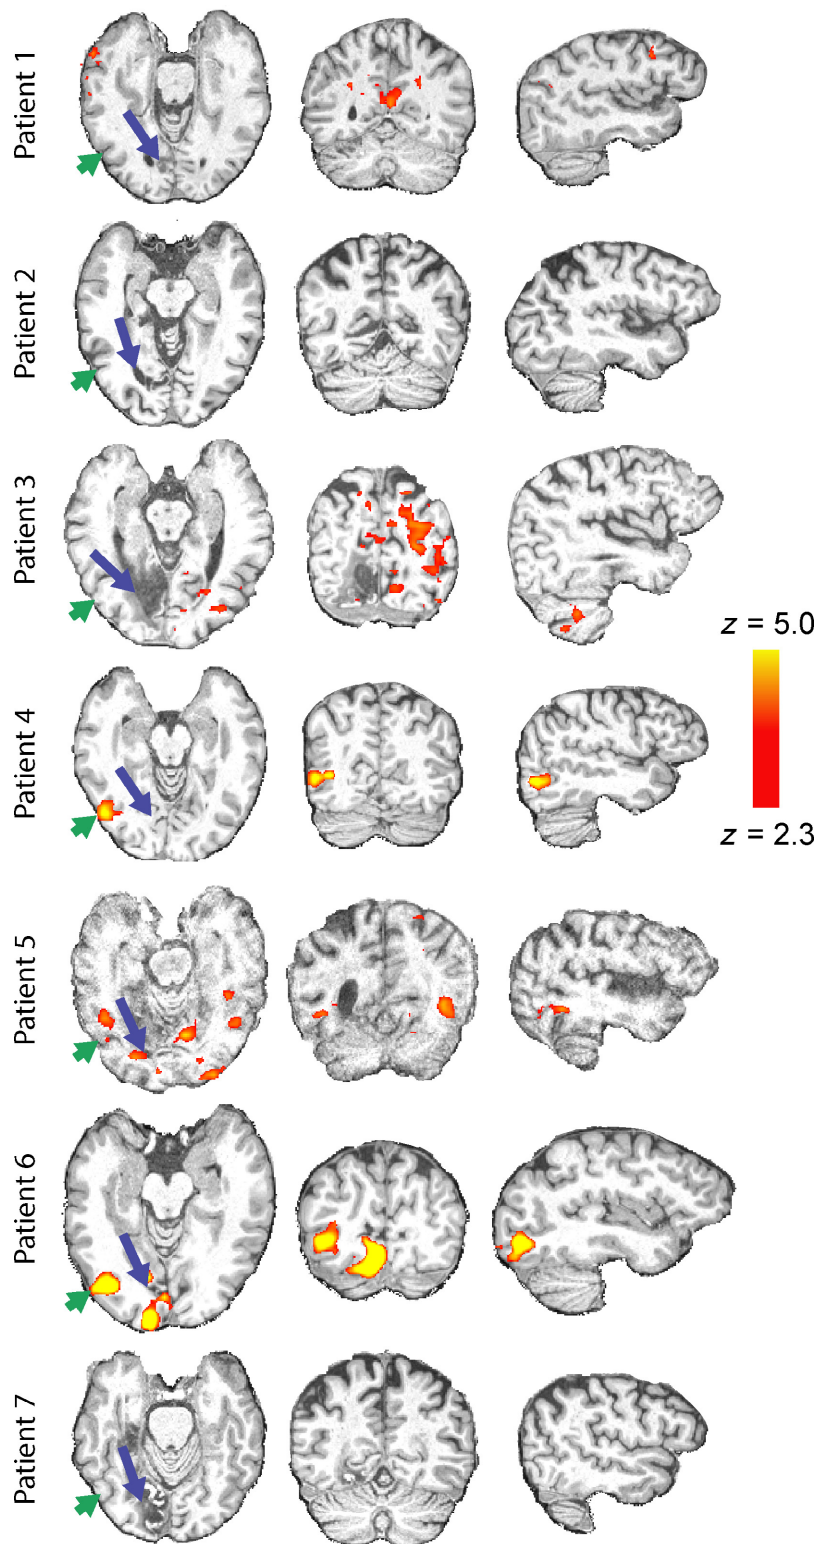 Patient 1
Patient 2
Patient 3
z = 5.0
Patient 4
z = 2.3
Patient 5
Patient 6
Patient 7